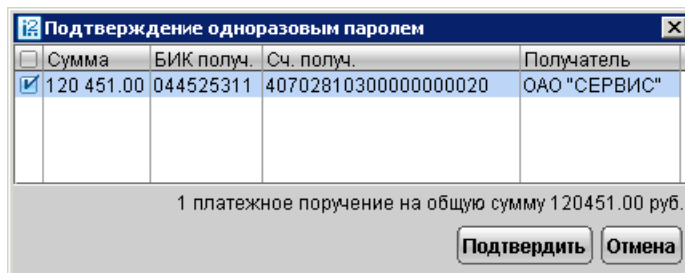 Подтверждение одноразовым паролем
Сумма БИК получ. Сч. получ. Получатель
120 451.00 044525311 40702810300000000020 ОАО "СЕРВИС"
1 платежное поручение на общую сумму 120451.00 руб.
Подтвердить Отмена